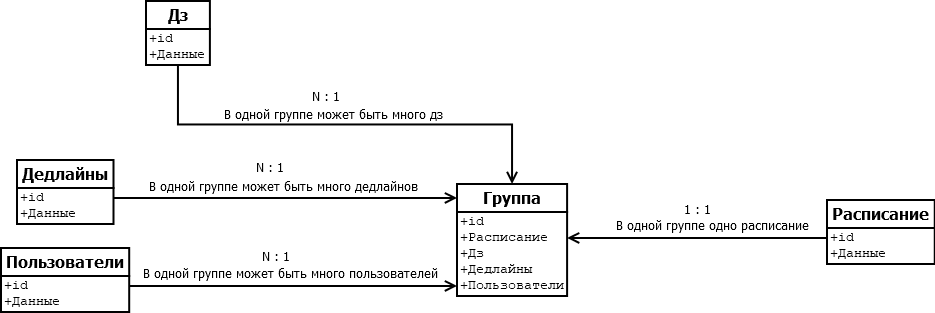 Дз
+id
+Данные
N : 1
В одной группе может быть много дз
Дедлайны
+id
+Данные
N : 1
В одной группе может быть много дедлайнов
Пользователи
+id
+Данные
N : 1
В одной группе может быть много пользователей
Группа
+id
+Расписание
+Дз
+Дедлайны
+Пользователи
1 : 1
В одной группе одно расписание
Расписание
+id
+Данные